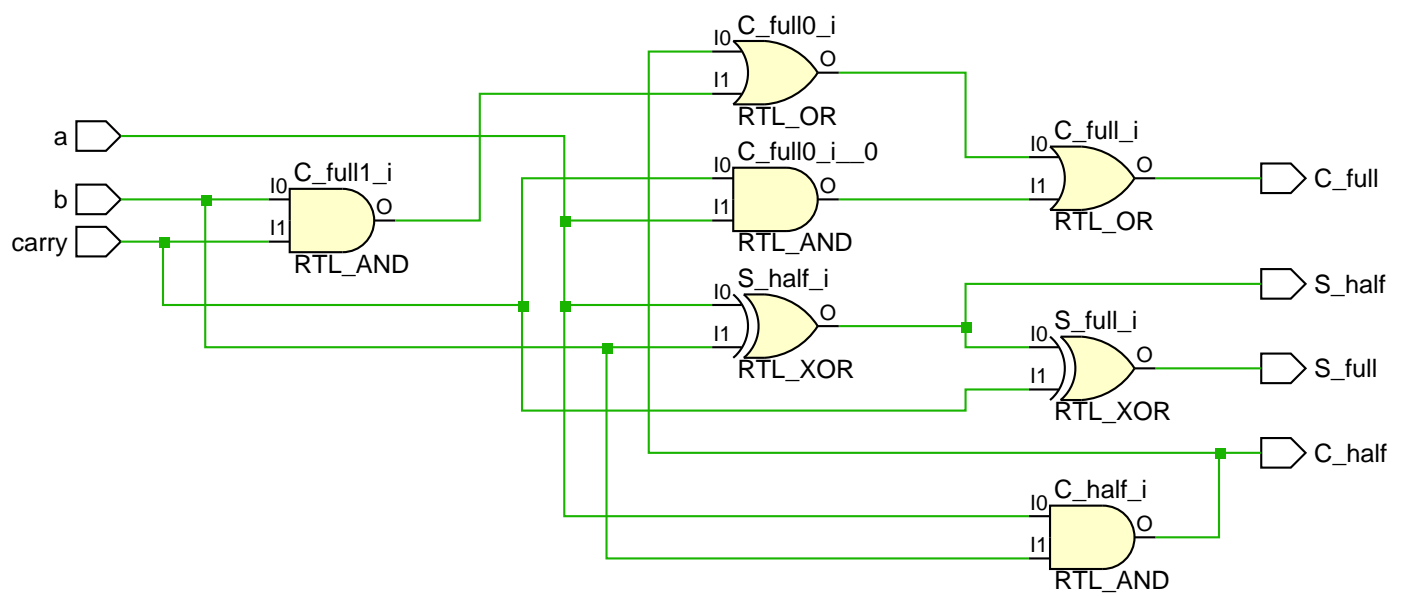 C_full0_i
I0
O
I1
RTL_OR
a
b
carry
C_full1_i
I0
O
I1
RTL_AND
C_full0_i__0
I0
O
I1
RTL_AND
S_half_i
I0
O
I1
RTL_XOR
C_full_i
I0
O
I1
RTL_OR
S_full_i
I0
O
I1
RTL_XOR
C_half_i
I0
O
I1
RTL_AND
C_full
S_half
S_full
C_half